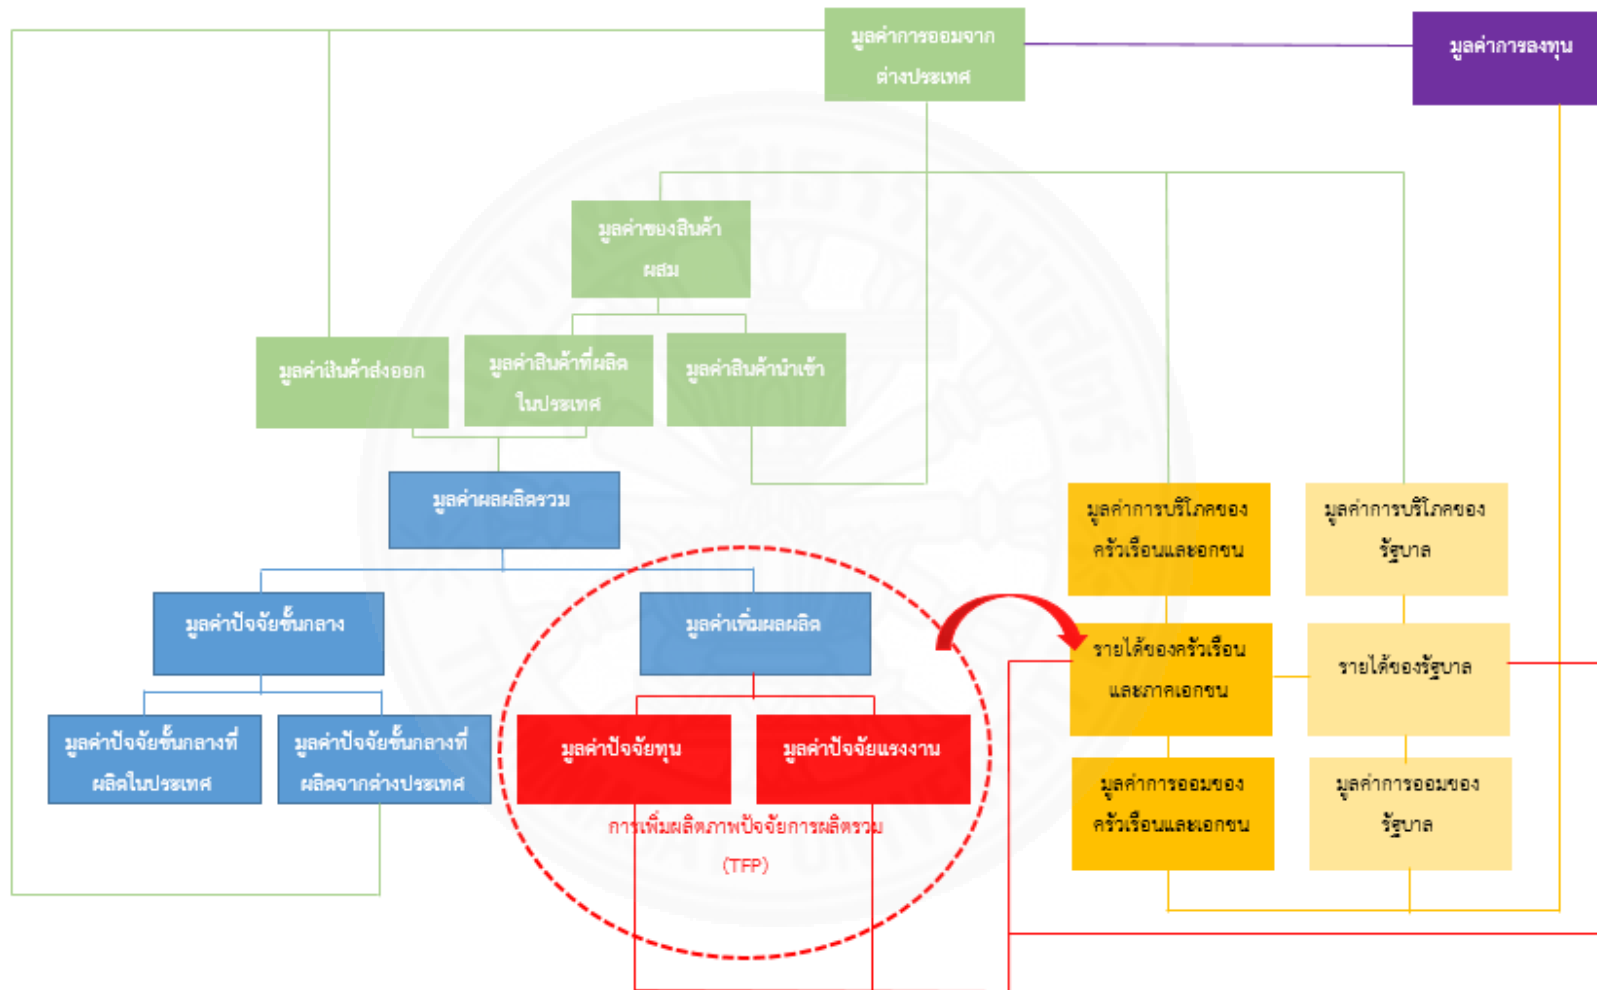 มูลค่าการออมจาก
ต่างประเทศ
มูลค่าการลงทุน
มูลค่าของสินค้า
ผสม
มูลค่าสินค้าส่งออก
มูลค่าสินค้าที่ผลิต
ในประเทศ
มูลค่าสินค้านำเข้า
มูลค่าผลผลิตรวม
มูลค่าการบริโภคของ
ครัวเรือนและอกชน
มูลค่าการบริโภคของ
รัฐบาล
มูลค่าปัจจัยขั้นกลาง
มูลค่าเพิ่มผลผลิต
รายได้ของครัวเรือน
และภาคเอกชน
รายได้ของรัฐบาล
มูลค่าปัจจัยขั้นกลางที่
ผลิตในประเทศ
มูลค่าปัจจัยขั้นกลางที่
ผลิตจากต่างประเทศ
มูลค่าปัจจัยทุน
มูลค่าปัจจัยแรงงาน
มูลค่าการออมของ
ครัวเรือนและเอกชน
มูลค่าการออมของ
รัฐบาล
การเพิ่มผลิตภาพปัจจัยการผลิตรวม
(TFP)